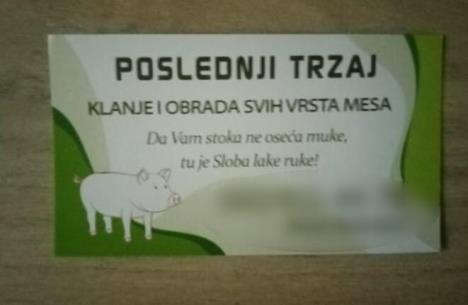 POSLEDNJI TRZAJ
KLANJE I OBRADA SVIH VRSTA MESA
Da Vam stoka ne oseća muke,
tu je Sloba lake ruke!